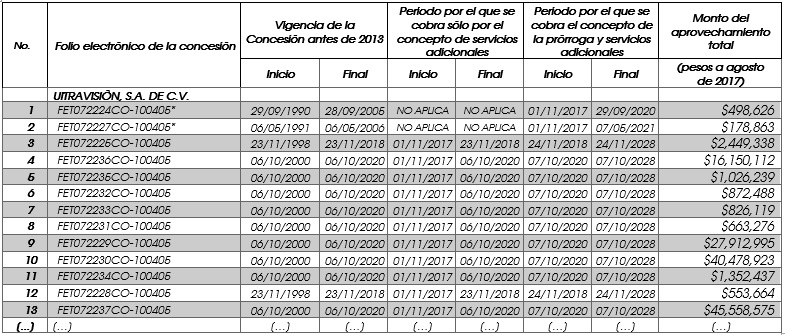 No. Folio electrónico de la concesión Vigencia de la Concesión antes de 2013 Periodo por el que se cobra sólo por el concepto de servicios adicionales Periodo por el que se cobra el concepto de la prórroga y servicios adicionales Monto del aprovechamiento total
Inicio Final Inicio Final Inicio Final (pesos a agosto de 2017)
UltraVISIÓN, S.A. DE C.V.
1 FET072224CO-100405* 29/09/1990 28/09/2005 NO APLICA NO APLICA 01/11/2017 29/09/2020 $498,626
2 FET072227CO-100405* 06/05/1991 06/05/2006 NO APLICA NO APLICA 01/11/2017 07/05/2021 $178,863
3 FET072225CO-100405 23/11/1998 23/11/2018 01/11/2017 23/11/2018 24/11/2018 24/11/2028 $2,449,338
4 FET072236CO-100405 06/10/2000 06/10/2020 01/11/2017 06/10/2020 07/10/2020 07/10/2028 $16,150,112
5 FET072235CO-100405 06/10/2000 06/10/2020 01/11/2017 06/10/2020 07/10/2020 07/10/2028 $1,026,239
6 FET072232CO-100405 06/10/2000 06/10/2020 01/11/2017 06/10/2020 07/10/2020 07/10/2028 $872,488
7 FET072233CO-100405 06/10/2000 06/10/2020 01/11/2017 06/10/2020 07/10/2020 07/10/2028 $826,119
8 FET072231CO-100405 06/10/2000 06/10/2020 01/11/2017 06/10/2020 07/10/2020 07/10/2028 $663,276
9 FET072229CO-100405 06/10/2000 06/10/2020 01/11/2017 06/10/2020 07/10/2020 07/10/2028 $27,912,995
10 FET072230CO-100405 06/10/2000 06/10/2020 01/11/2017 06/10/2020 07/10/2020 07/10/2028 $40,478,923
11 FET072234CO-100405 06/10/2000 06/10/2020 01/11/2017 06/10/2020 07/10/2020 07/10/2028 $1,352,437
12 FET072228CO-100405 23/11/1998 23/11/2018 01/11/2017 23/11/2018 24/11/2018 24/11/2028 $553,664
13 FET072237CO-100405 06/10/2000 06/10/2020 01/11/2017 06/10/2020 07/10/2020 07/10/2028 $45,558,575
(...) (...) (...) (...) (...) (...) (...) (...) (...)